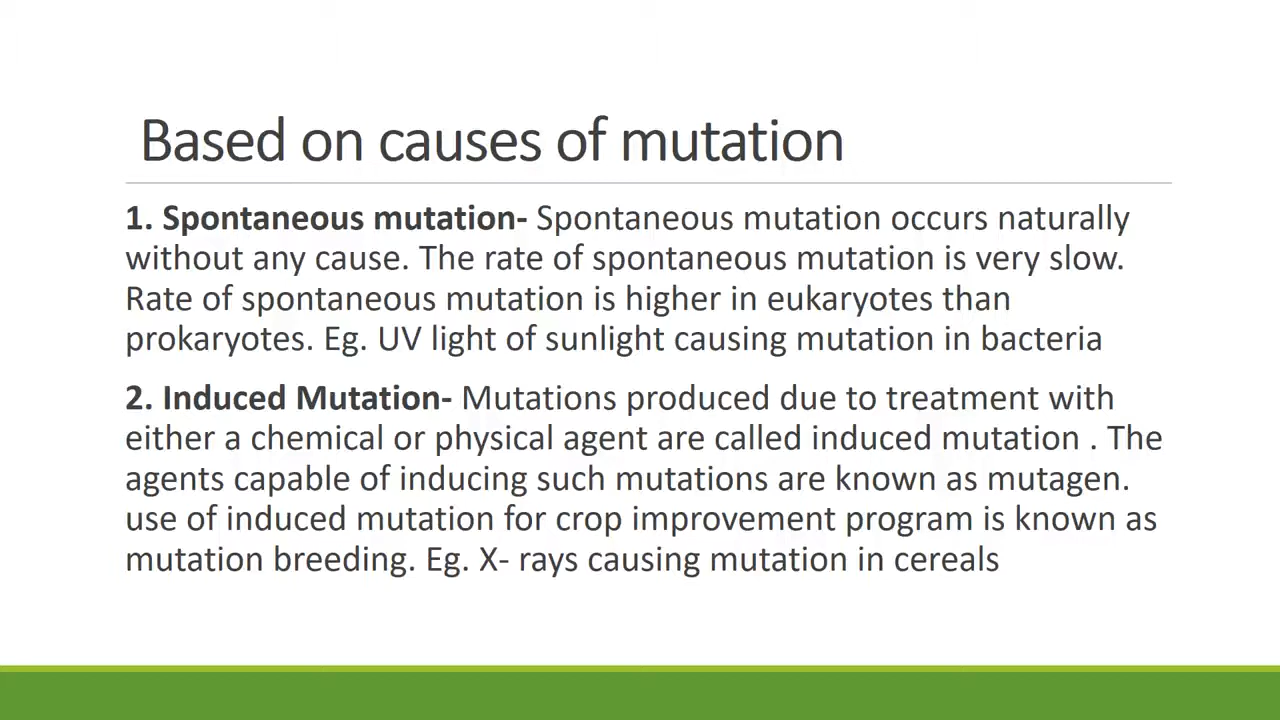 Based on causes of mutation
1. Spontaneous mutation- Spontaneous mutation occurs naturally
without any cause. The rate of spontaneous mutation is very slow.
Rate of spontaneous mutation is higher in eukaryotes than
prokaryotes. Eg. UV light of sunlight causing mutation in bacteria
2. Induced Mutation- Mutations produced due to treatment with
either a chemical or physical agent are called induced mutation . The
agents capable of inducing such mutations are known as mutagen.
use of induced mutation for crop improvement program is known as
mutation breeding. Eg. X- rays causing mutation in cereals